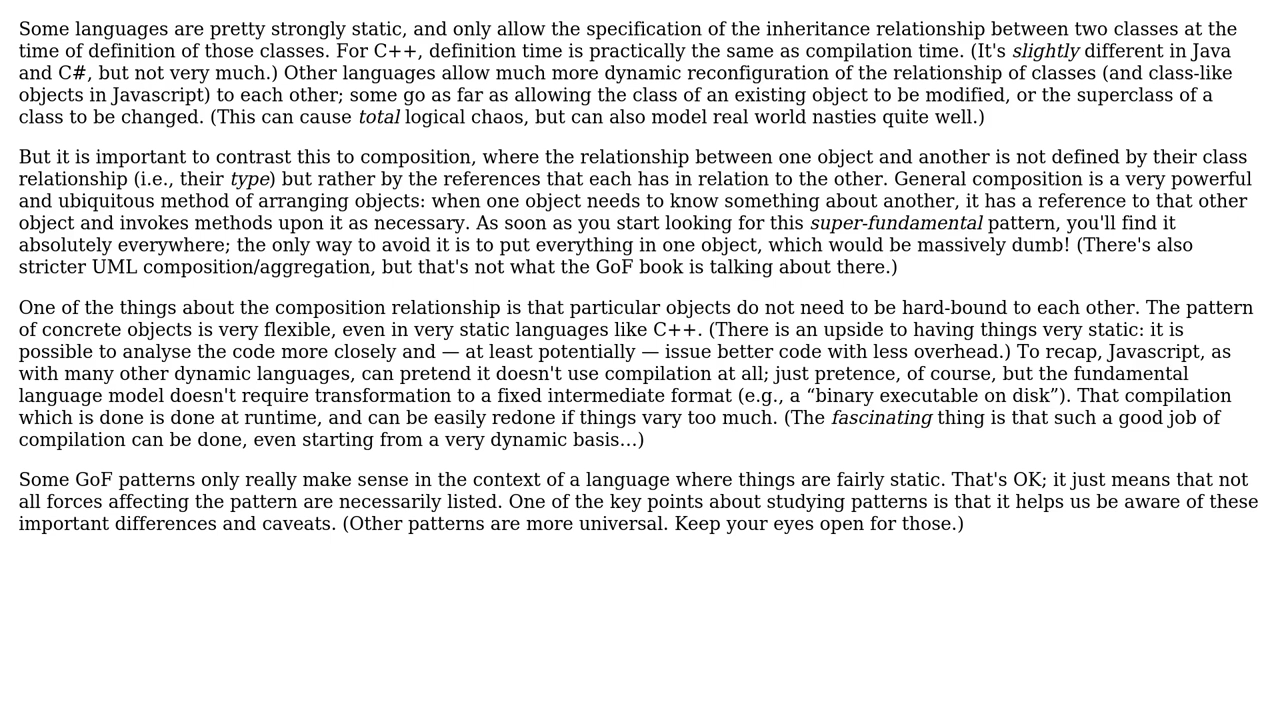 Some languages are pretty strongly static, and only allow the specification of the inheritance relationship between two classes at the
time of definition of those classes. For C++, definition time is practically the same as compilation time. (It's slightly different in Java
and C#, but not very much.) Other languages allow much more dynamic reconfiguration of the relationship of classes (and class-like
objects in Javascript) to each other; some go as far as allowing the class of an existing object to be modified, or the superclass of a
class to be changed. (This can cause total logical chaos, but can also model real world nasties quite well.)
But it is important to contrast this to composition, where the relationship between one object and another is not defined by their class
relationship (i.e., their type) but rather by the references that each has in relation to the other. General composition is a very powerful
and ubiquitous method of arranging objects: when one object needs to know something about another, it has a reference to that other
object and invokes methods upon it as necessary. As soon as you start looking for this super-fundamental pattern, you'll find it
absolutely everywhere; the only way to avoid it is to put everything in one object, which would be massively dumb! (There's also
stricter UML composition/aggregation, but that's not what the GoF book is talking about there.)
One of the things about the composition relationship is that particular objects do not need to be hard-bound to each other. The pattern
of concrete objects is very flexible, even in very static languages like C++. (There is an upside to having things very static: it is
possible to analyse the code more closely and — at least potentially — issue better code with less overhead.) To recap, Javascript, as
with many other dynamic languages, can pretend it doesn't use compilation at all; just pretence, of course, but the fundamental
language model doesn't require transformation to a fixed intermediate format (e.g., a “binary executable on disk”). That compilation
which is done is done at runtime, and can be easily redone if things vary too much. (The fascinating thing is that such a good job of
compilation can be done, even starting from a very dynamic basis…)
Some GoF patterns only really make sense in the context of a language where things are fairly static. That's OK; it just means that not
all forces affecting the pattern are necessarily listed. One of the key points about studying patterns is that it helps us be aware of these
important differences and caveats. (Other patterns are more universal. Keep your eyes open for those.)